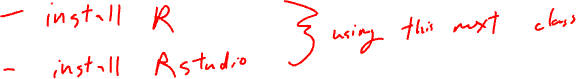 - install R
- install Rstudio
using this next class